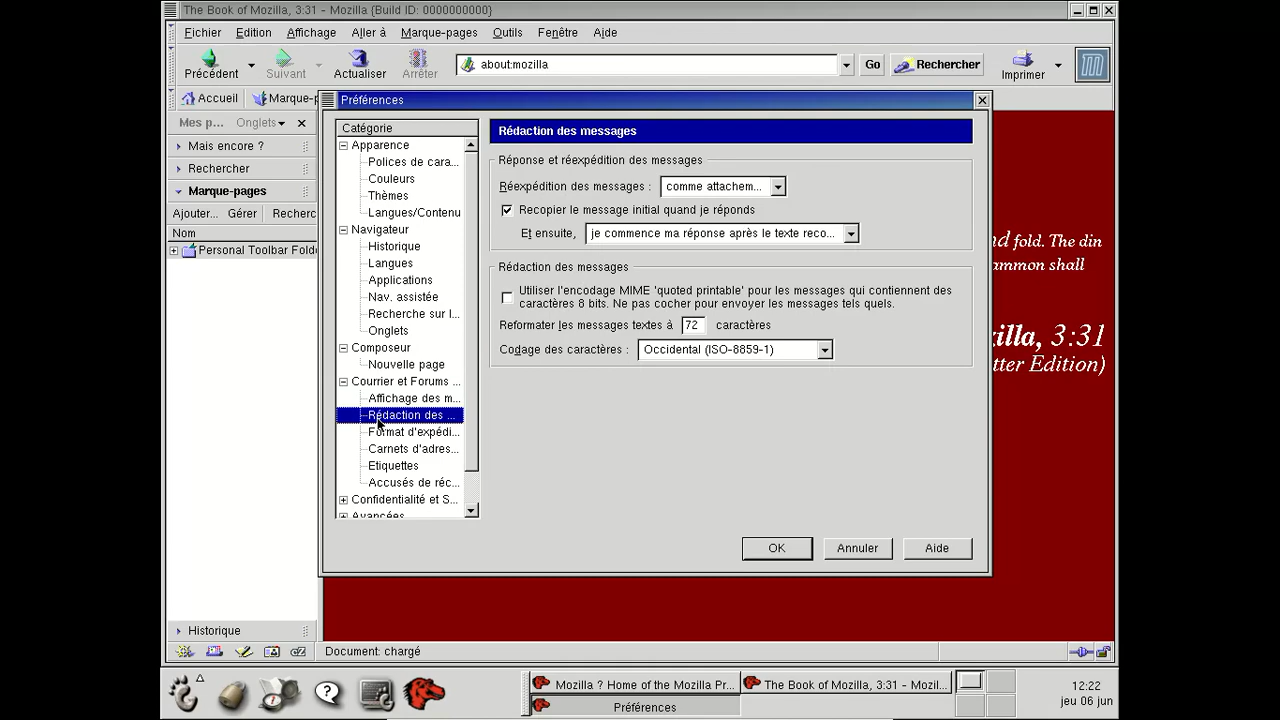 The Book of Mozilla, 3:31 - Mozilla {Build ID: 0000000000}
Fichier Edition Affichage Aller à Marque-pages Outils Fenêtre Aide
Précédent Suivant Actualiser Arrêter about:mozilla Go Rechercher Imprimer
Accueil Marque-p
Préférences
Mes p... Onglets
Mais encore ?
Rechercher
Marque-pages
Ajouter... Gérer Recherc
Nom
Personal Toolbar Folde
Catégorie
Apparence
Polices de cara...
Couleurs
Thèmes
Langues/Contenu
Navigateur
Historique
Langues
Applications
Nav. assistée
Recherche sur l...
Onglets
Composeur
Nouvelle page
Courrier et Forums ...
Affichage des m...
Rédaction des ...
Format d'expédi...
Carnets d'adres...
Etiquettes
Accusés de réc...
Confidentialité et S...
Avancées
Rédaction des messages
Réponse et réexpédition des messages
Réexpédition des messages : comme attachem...
Recopier le message initial quand je réponds
Et ensuite, je commence ma réponse après le texte reco...
Rédaction des messages
Utiliser l'encodage MIME 'quoted printable' pour les messages qui contiennent des
caractères 8 bits. Ne pas cocher pour envoyer les messages tels quels.
Reformater les messages textes à 72 caractères
Codage des caractères : Occidental (ISO-8859-1)
OK Annuler Aide
nd fold. The din
ammon shall
zilla, 3:31
tter Edition)
Historique
Document: chargé
Mozilla ? Home of the Mozilla Pr...
The Book of Mozilla, 3:31 - Mozil...
Préférences
12:22
jeu 06 jun